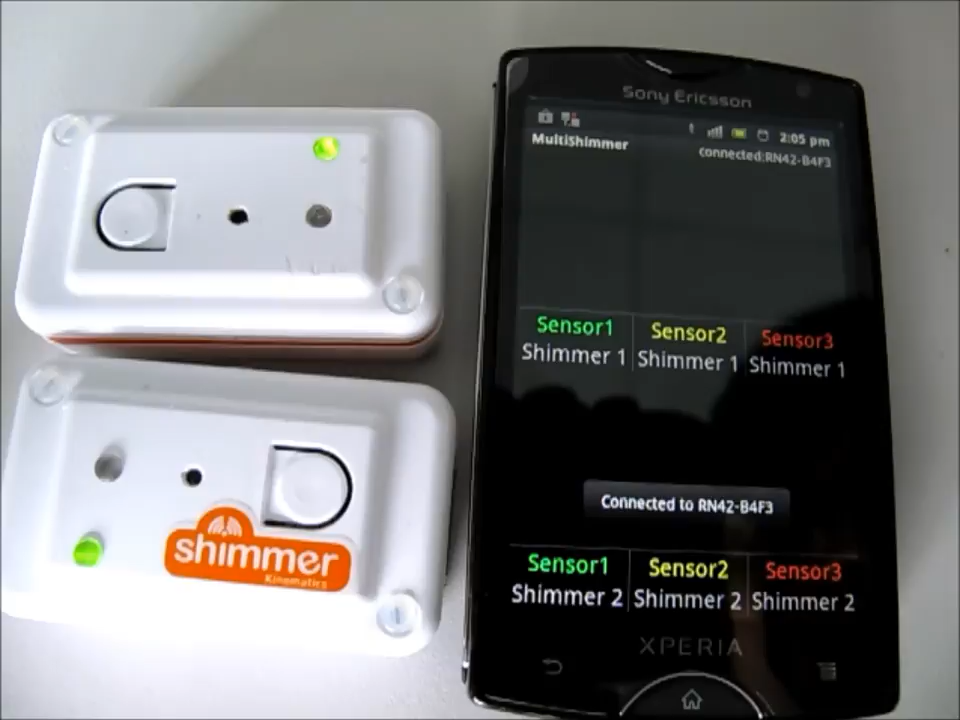 Sony Ericsson
2:05 pm
MultiShimmer
connected:RN42-B4F3
Sensor1 Sensor2 Sensor3
Shimmer 1 Shimmer 1 Shimmer 1
Connected to RN42-B4F3
Sensor1 Sensor2 Sensor3
Shimmer 2 Shimmer 2 Shimmer 2
XPERIA
shimmer
Kinematics